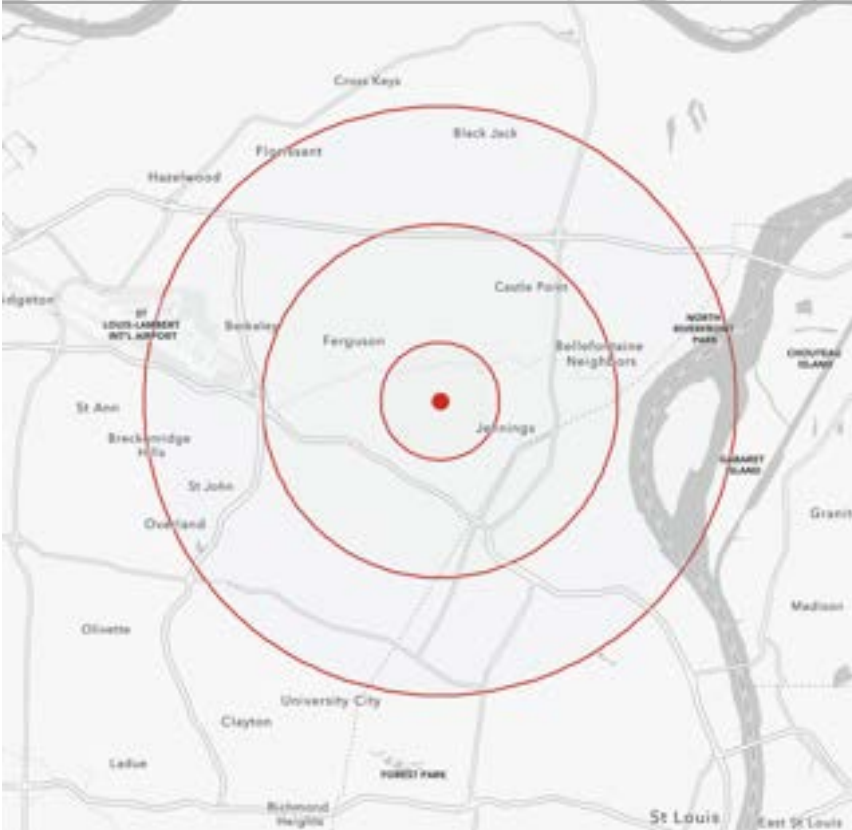 Cross Keys
Black Jack
Florissant
Hazelwood
Castle Point
idgeton
ST
LOUIS-LAMBERT
INT'L AIRPORT
Berkeley
Ferguson
NORTH
RIVERFRONT
PARK
Bellefontaine
Neighbors
CHOUTEAU
ISLAND
St Ann
Jennings
Breckenridge
Hills
GABARET
ISLAND
St John
Overland
Granit
Madison
Olivette
University City
Clayton
Ladue
FOREST PARK
Richmond
Heights
St Louis
East St Louis